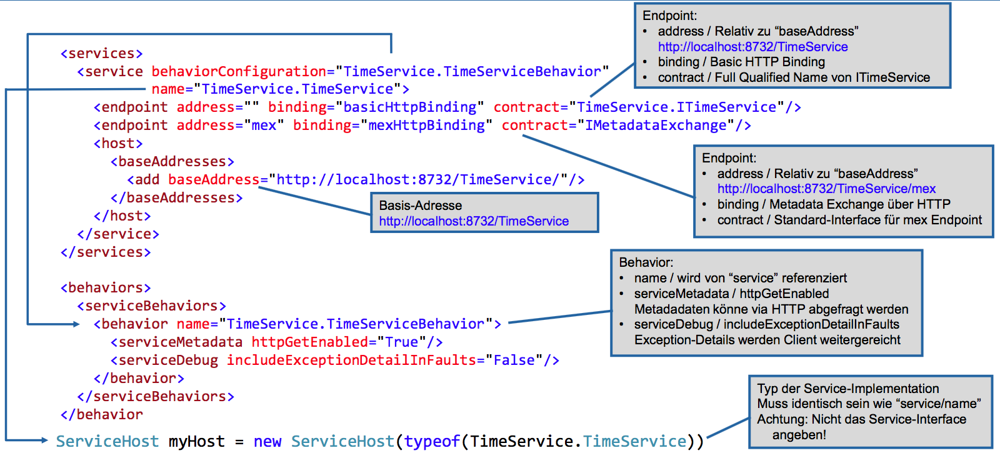 <services>
<service behaviorConfiguration="TimeService.TimeServiceBehavior"
name="TimeService.TimeService">
<endpoint address="" binding="basicHttpBinding" contract="TimeService.ITimeService"/>
<endpoint address="mex" binding="mexHttpBinding" contract="IMetadataExchange"/>
<host>
<baseAddresses>
<add baseAddress="http://localhost:8732/TimeService/"/>
</baseAddresses>
</host>
</service>
</services>
<behaviors>
<serviceBehaviors>
<behavior name="TimeService.TimeServiceBehavior">
<serviceMetadata httpGetEnabled="True"/>
<serviceDebug includeExceptionDetailInFaults="False"/>
</behavior>
</serviceBehaviors>
</behavior
ServiceHost myHost = new ServiceHost(typeof(TimeService.TimeService))
Endpoint:
• address / Relativ zu “baseAddress”
http://localhost:8732/TimeService
• binding / Basic HTTP Binding
• contract / Full Qualified Name von ITimeService
Endpoint:
• address / Relativ zu “baseAddress”
http://localhost:8732/TimeService/mex
• binding / Metadata Exchange über HTTP
• contract / Standard-Interface für mex Endpoint
Basis-Adresse
http://localhost:8732/TimeService
Behavior:
• name / wird von “service” referenziert
• serviceMetadata / httpGetEnabled
Metadadaten könne via HTTP abgefragt werden
• serviceDebug / includeExceptionDetailInFaults
Exception-Details werden Client weitergereicht
Typ der Service-Implementation
Muss identisch sein wie “service/name”
Achtung: Nicht das Service-Interface
angeben!